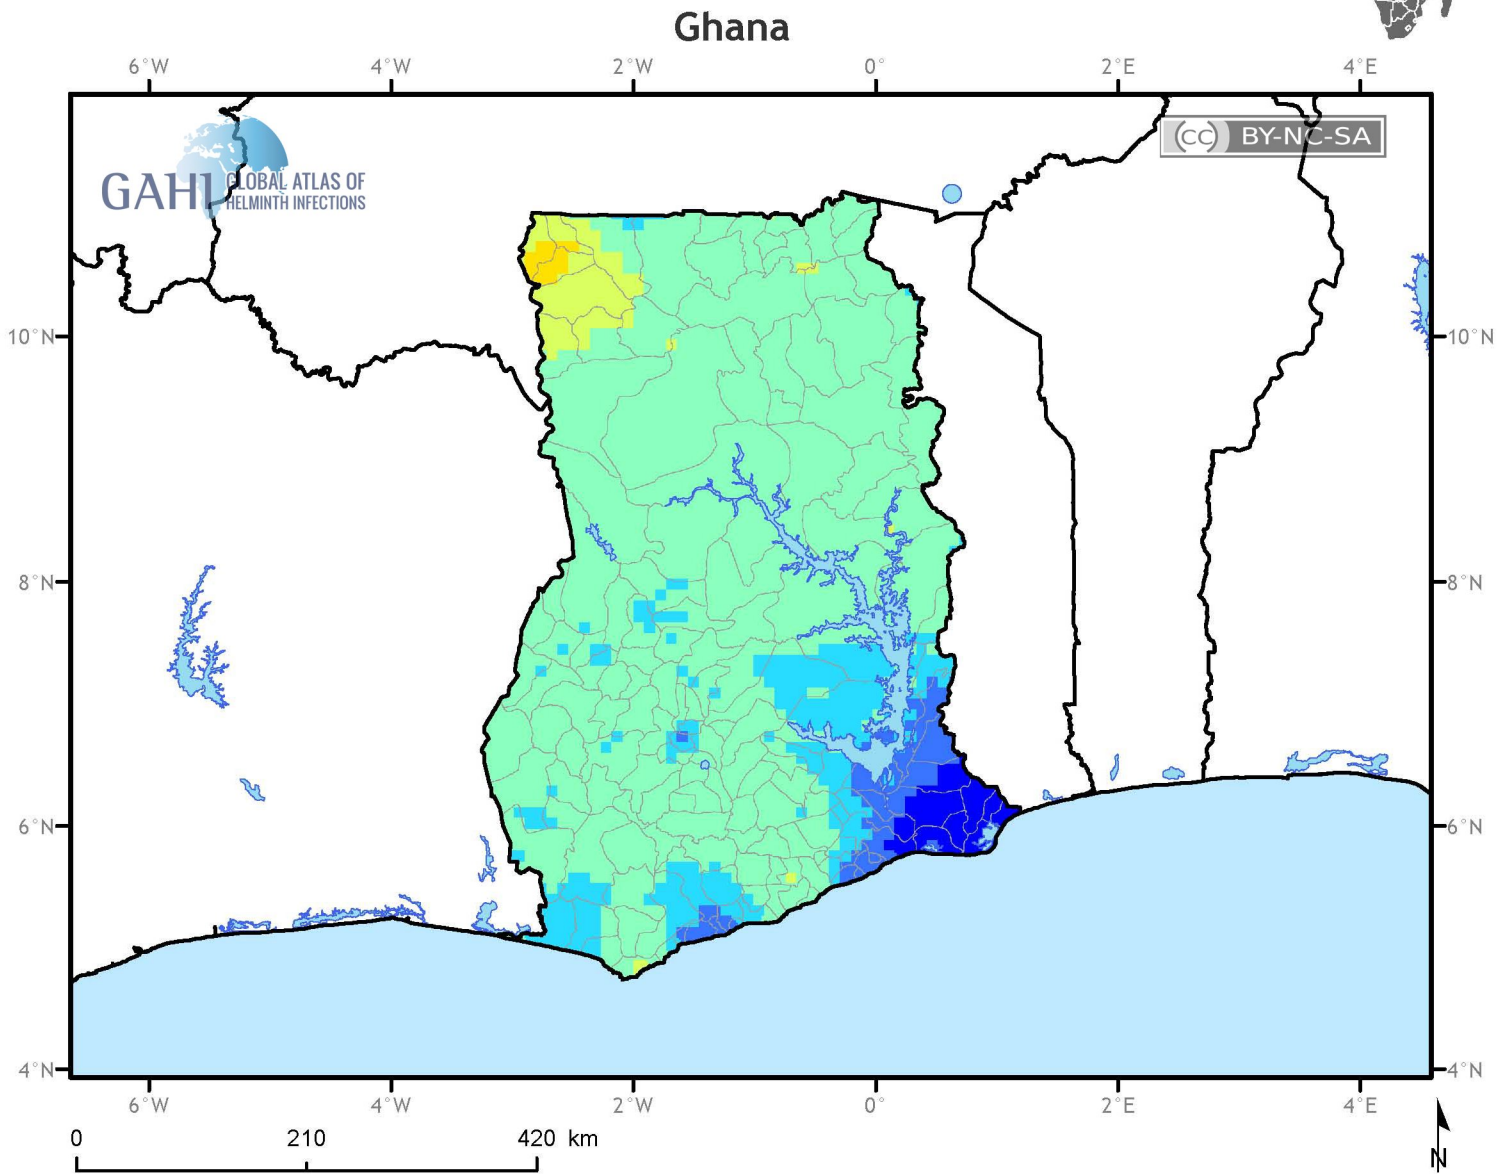 Ghana
6°W 4°W 2°W 0° 2°E 4°E
GAHI GLOBAL ATLAS OF
HELMINTH INFECTIONS
(cc) BY-NC-SA
10°N 10°N
8°N 8°N
6°N 6°N
4°N 4°N
6°W 4°W 2°W 0° 2°E 4°E
0 210 420 km
N